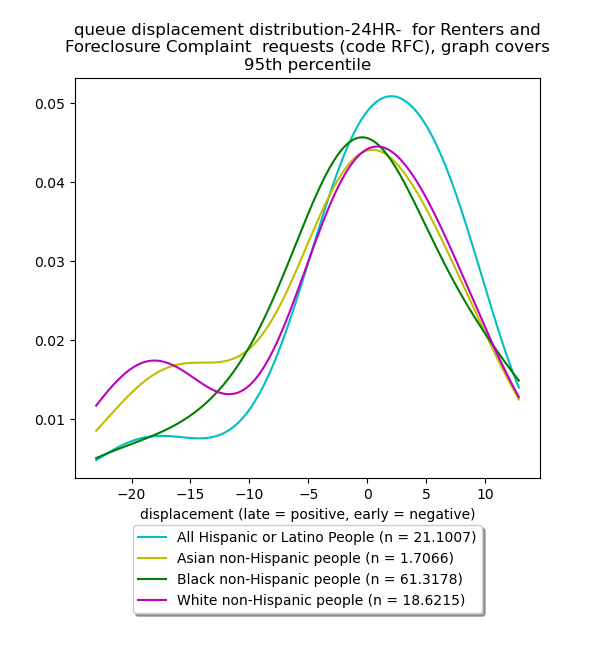 queue displacement distribution-24HR-  for Renters and
Foreclosure Complaint  requests (code RFC), graph covers
95th percentile
0.05
0.04
0.03
0.02
0.01
−20 −15 −10 −5 0 5 10
displacement (late = positive, early = negative)
All Hispanic or Latino People (n = 21.1007)
Asian non-Hispanic people (n = 1.7066)
Black non-Hispanic people (n = 61.3178)
White non-Hispanic people (n = 18.6215)